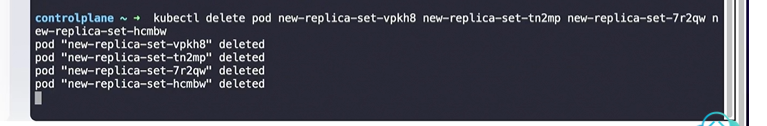 controlplane ~ ➜  kubectl delete pod new-replica-set-vpkh8 new-replica-set-tn2mp new-replica-set-7r2qw n
ew-replica-set-hcmbw
pod "new-replica-set-vpkh8" deleted
pod "new-replica-set-tn2mp" deleted
pod "new-replica-set-7r2qw" deleted
pod "new-replica-set-hcmbw" deleted